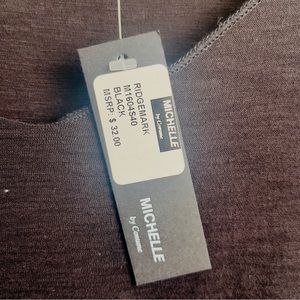 MICHELLE
by Comune
RIDGEMARK
M1604S40
BLACK
MSRP: $ 32.00
MICHELLE
by Comune